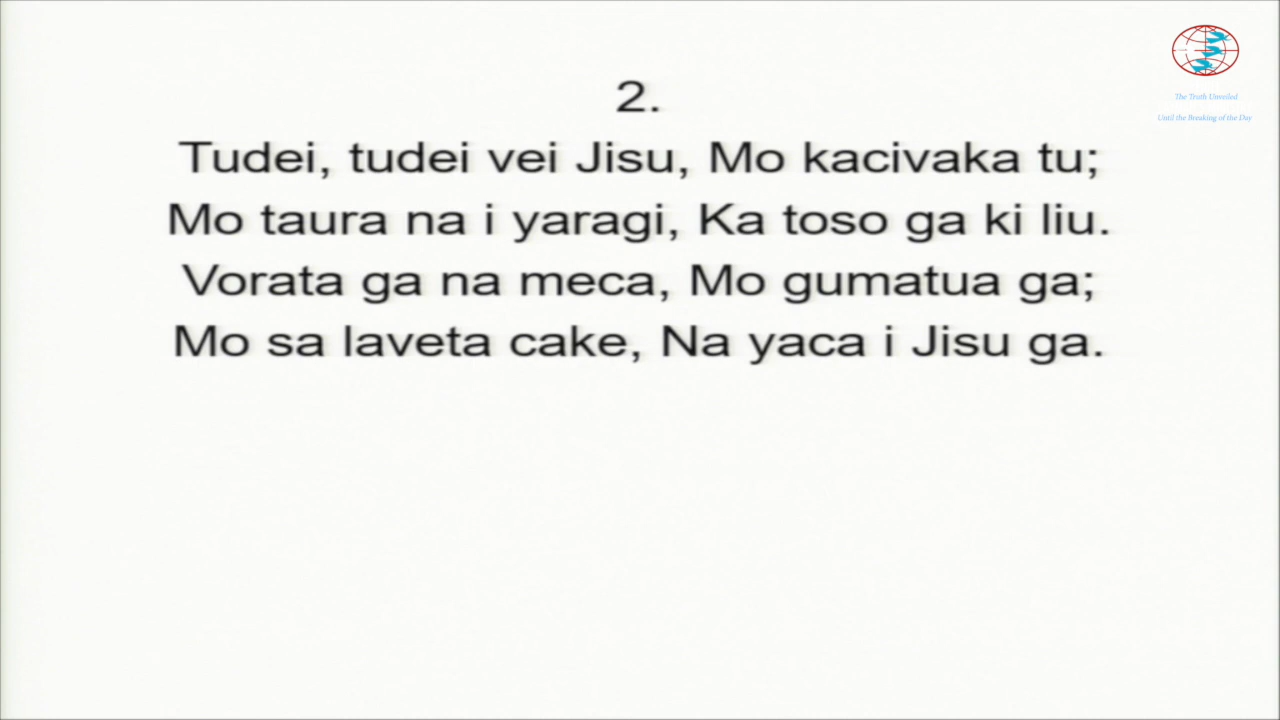 2.
Tudei, tudei vei Jisu, Mo kacivaka tu;
Mo taura na i yaragi, Ka toso ga ki liu.
Vorata ga na meca, Mo gumatua ga;
Mo sa laveta cake, Na yaca i Jisu ga.
The Truth Unveiled
Until the Breaking of the Day